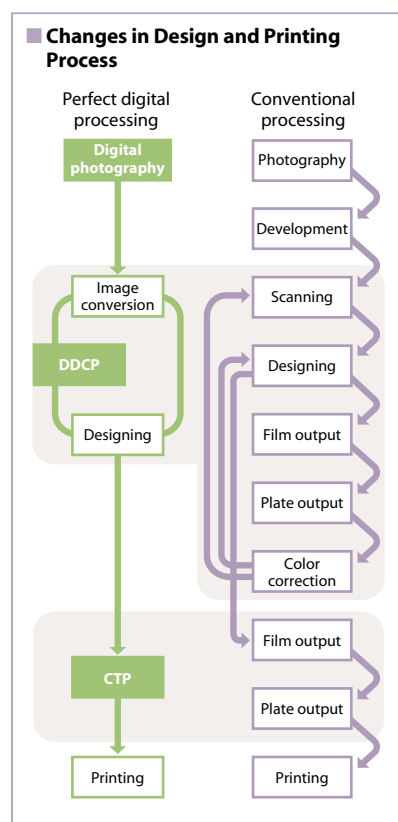 Changes in Design and Printing
Process
Perfect digital
processing
Conventional
processing
Digital
photography
Photography
Development
Image
conversion
Scanning
DDCP
Designing
Designing
Film output
Plate output
Color
correction
Film output
CTP
Plate output
Printing
Printing